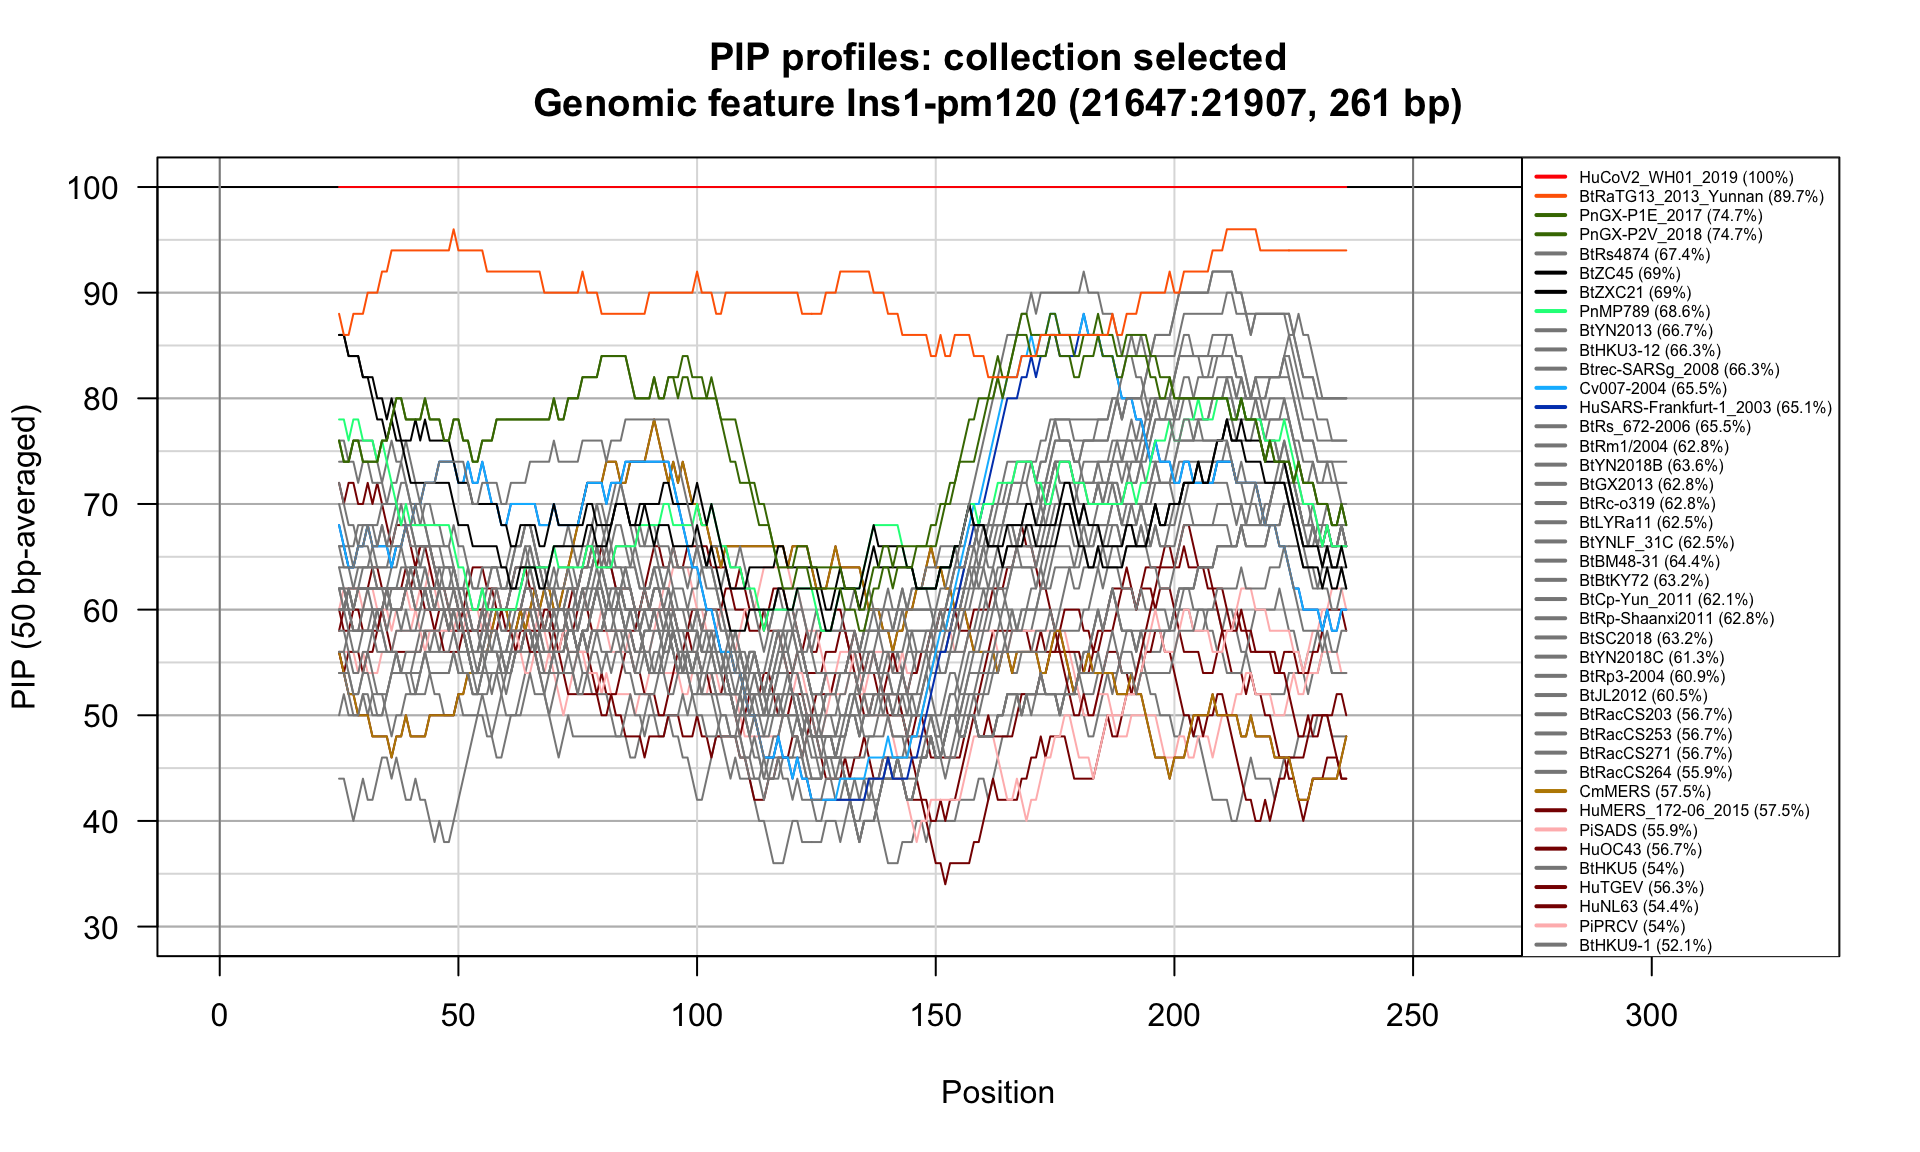 PIP profiles: collection selected
Genomic feature Ins1-pm120 (21647:21907, 261 bp)
PIP (50 bp-averaged)
100
90
80
70
60
50
40
30
HuCoV2_WH01_2019 (100%)
BtRaTG13_2013_Yunnan (89.7%)
PnGX-P1E_2017 (74.7%)
PnGX-P2V_2018 (74.7%)
BtRs4874 (67.4%)
BtZC45 (69%)
BtZXC21 (69%)
PnMP789 (68.6%)
BtYN2013 (66.7%)
BtHKU3-12 (66.3%)
Btrec-SARSg_2008 (66.3%)
Cv007-2004 (65.5%)
HuSARS-Frankfurt-1_2003 (65.1%)
BtRs_672-2006 (65.5%)
BtRm1/2004 (62.8%)
BtYN2018B (63.6%)
BtGX2013 (62.8%)
BtRc-o319 (62.8%)
BtLYRa11 (62.5%)
BtYNLF_31C (62.5%)
BtBM48-31 (64.4%)
BtBtKY72 (63.2%)
BtCp-Yun_2011 (62.1%)
BtRp-Shaanxi2011 (62.8%)
BtSC2018 (63.2%)
BtYN2018C (61.3%)
BtRp3-2004 (60.9%)
BtJL2012 (60.5%)
BtRacCS203 (56.7%)
BtRacCS253 (56.7%)
BtRacCS271 (56.7%)
BtRacCS264 (55.9%)
CmMERS (57.5%)
HuMERS_172-06_2015 (57.5%)
PiSADS (55.9%)
HuOC43 (56.7%)
BtHKU5 (54%)
HuTGEV (56.3%)
HuNL63 (54.4%)
PiPRCV (54%)
BtHKU9-1 (52.1%)
0
50
100
150
200
250
300
Position